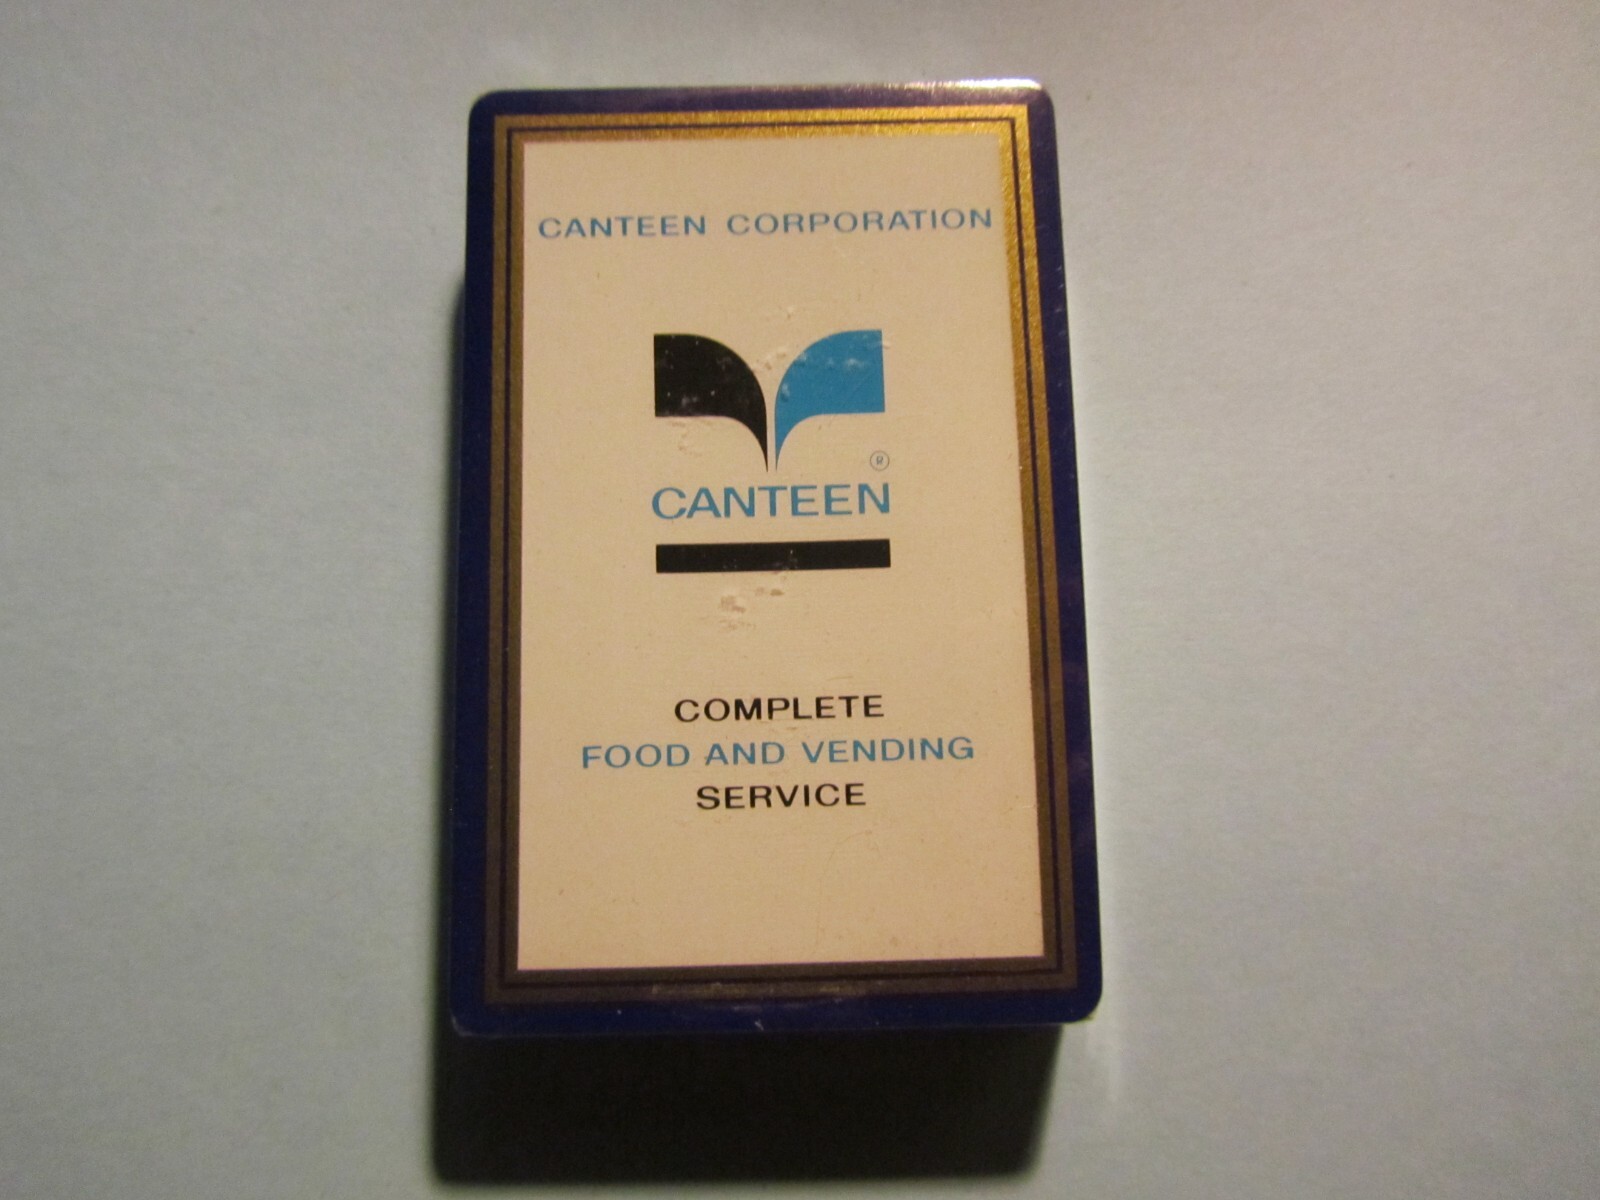 CANTEEN CORPORATION
®
CANTEEN
COMPLETE
FOOD AND VENDING
SERVICE